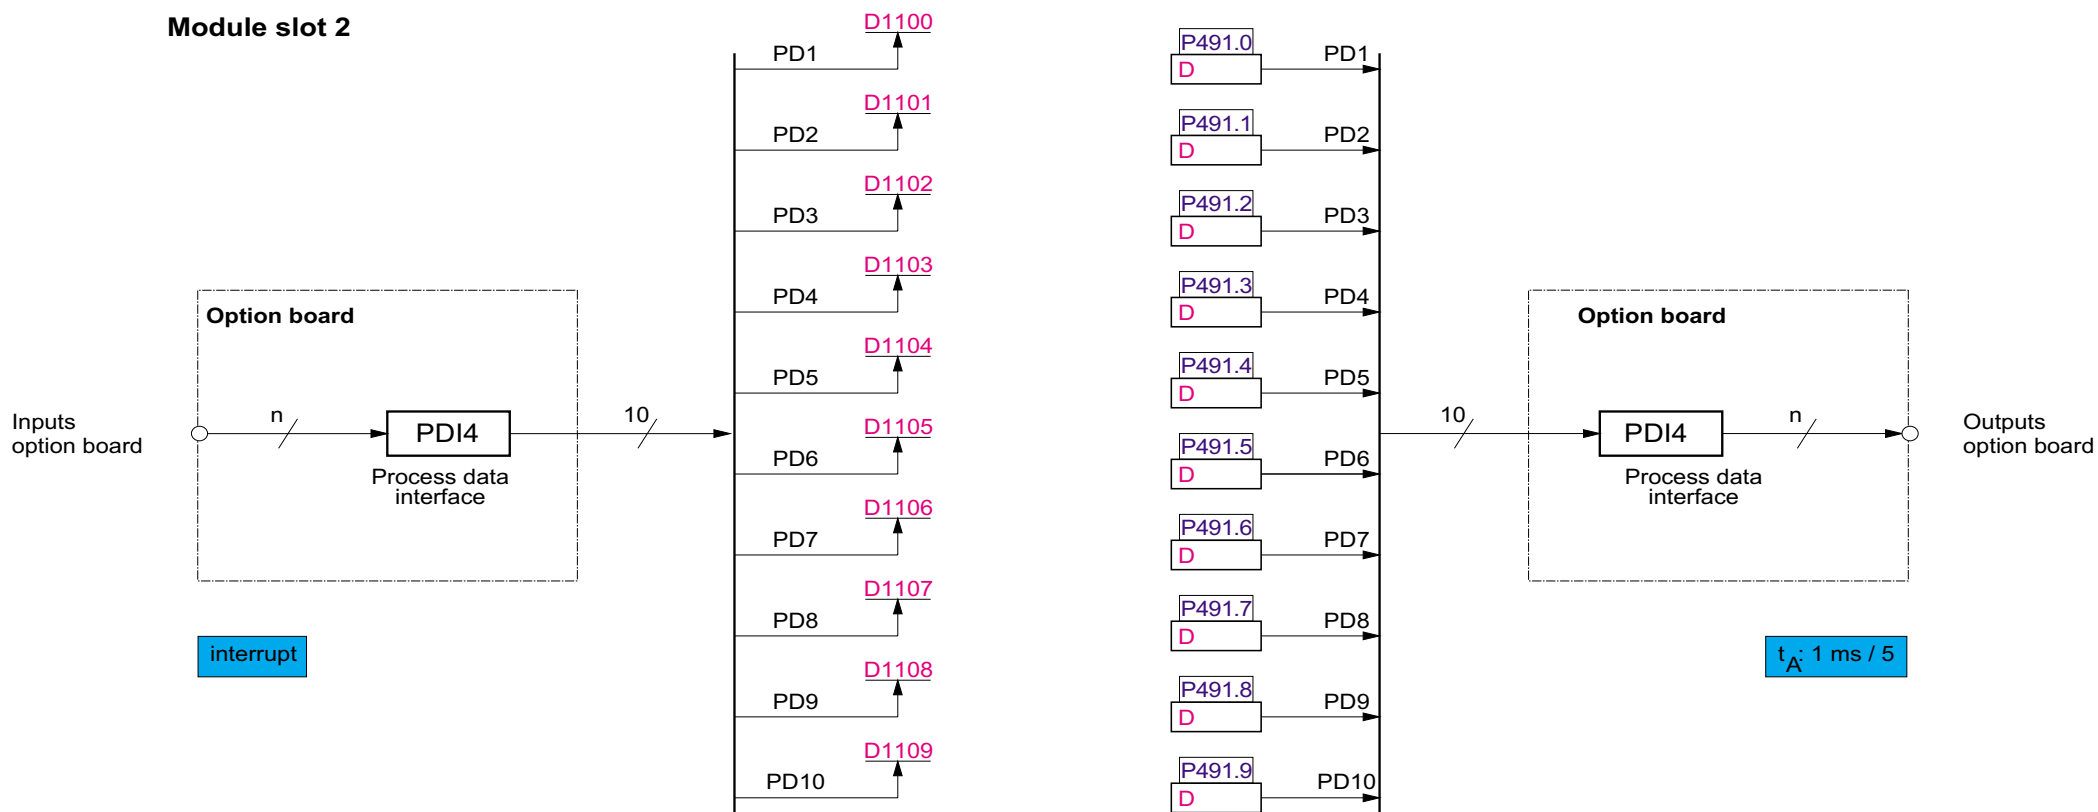 Module slot 2
D1100
PD1
D1101
PD2
D1102
PD3
D1103
PD4
D1104
PD5
D1105
PD6
D1106
PD7
D1107
PD8
D1108
PD9
D1109
PD10
Option board
Inputs
option board
n
PDI4
10
Process data
interface
interrupt
P491.0
D
PD1
P491.1
D
PD2
P491.2
D
PD3
P491.3
D
PD4
P491.4
D
PD5
P491.5
D
PD6
P491.6
D
PD7
P491.7
D
PD8
P491.8
D
PD9
P491.9
D
PD10
Option board
10
PDI4
n
Process data
interface
Outputs
option board
tA: 1 ms / 5